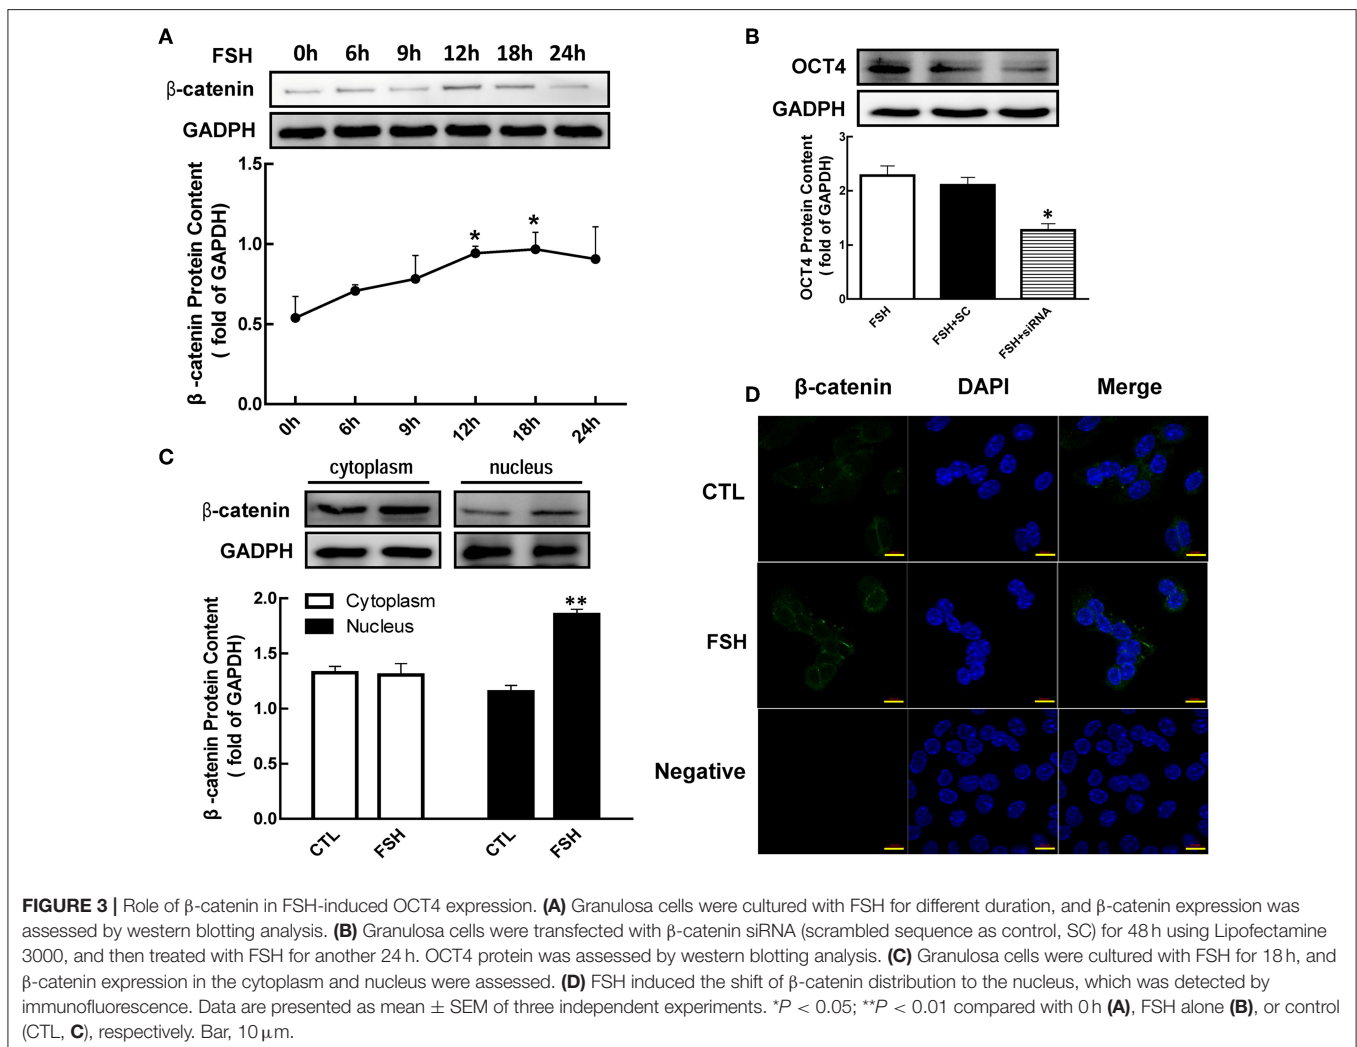 A
FSH 0h 6h 9h 12h 18h 24h
β-catenin
GADPH
β -catenin Protein Content
( fold of GAPDH)
1.5
1.0
0.5
0.0
* *
0h 6h 9h 12h 18h 24h
B
OCT4
GADPH
OCT4 Protein Content
( fold of GAPDH)
3
2
1
0
*
FSH FSH+SC FSH+siRNA
C
cytoplasm nucleus
β-catenin
GADPH
β -catenin Protein Content
( fold of GAPDH)
2.0
1.5
1.0
0.5
0.0
Cytoplasm
Nucleus
**
CTL FSH CTL FSH
D
β-catenin DAPI Merge
CTL
FSH
Negative
FIGURE 3 | Role of β-catenin in FSH-induced OCT4 expression. (A) Granulosa cells were cultured with FSH for different duration, and β-catenin expression was
assessed by western blotting analysis. (B) Granulosa cells were transfected with β-catenin siRNA (scrambled sequence as control, SC) for 48 h using Lipofectamine
3000, and then treated with FSH for another 24 h. OCT4 protein was assessed by western blotting analysis. (C) Granulosa cells were cultured with FSH for 18 h, and
β-catenin expression in the cytoplasm and nucleus were assessed. (D) FSH induced the shift of β-catenin distribution to the nucleus, which was detected by
immunofluorescence. Data are presented as mean ± SEM of three independent experiments. *P < 0.05; **P < 0.01 compared with 0 h (A), FSH alone (B), or control
(CTL, C), respectively. Bar, 10 μm.